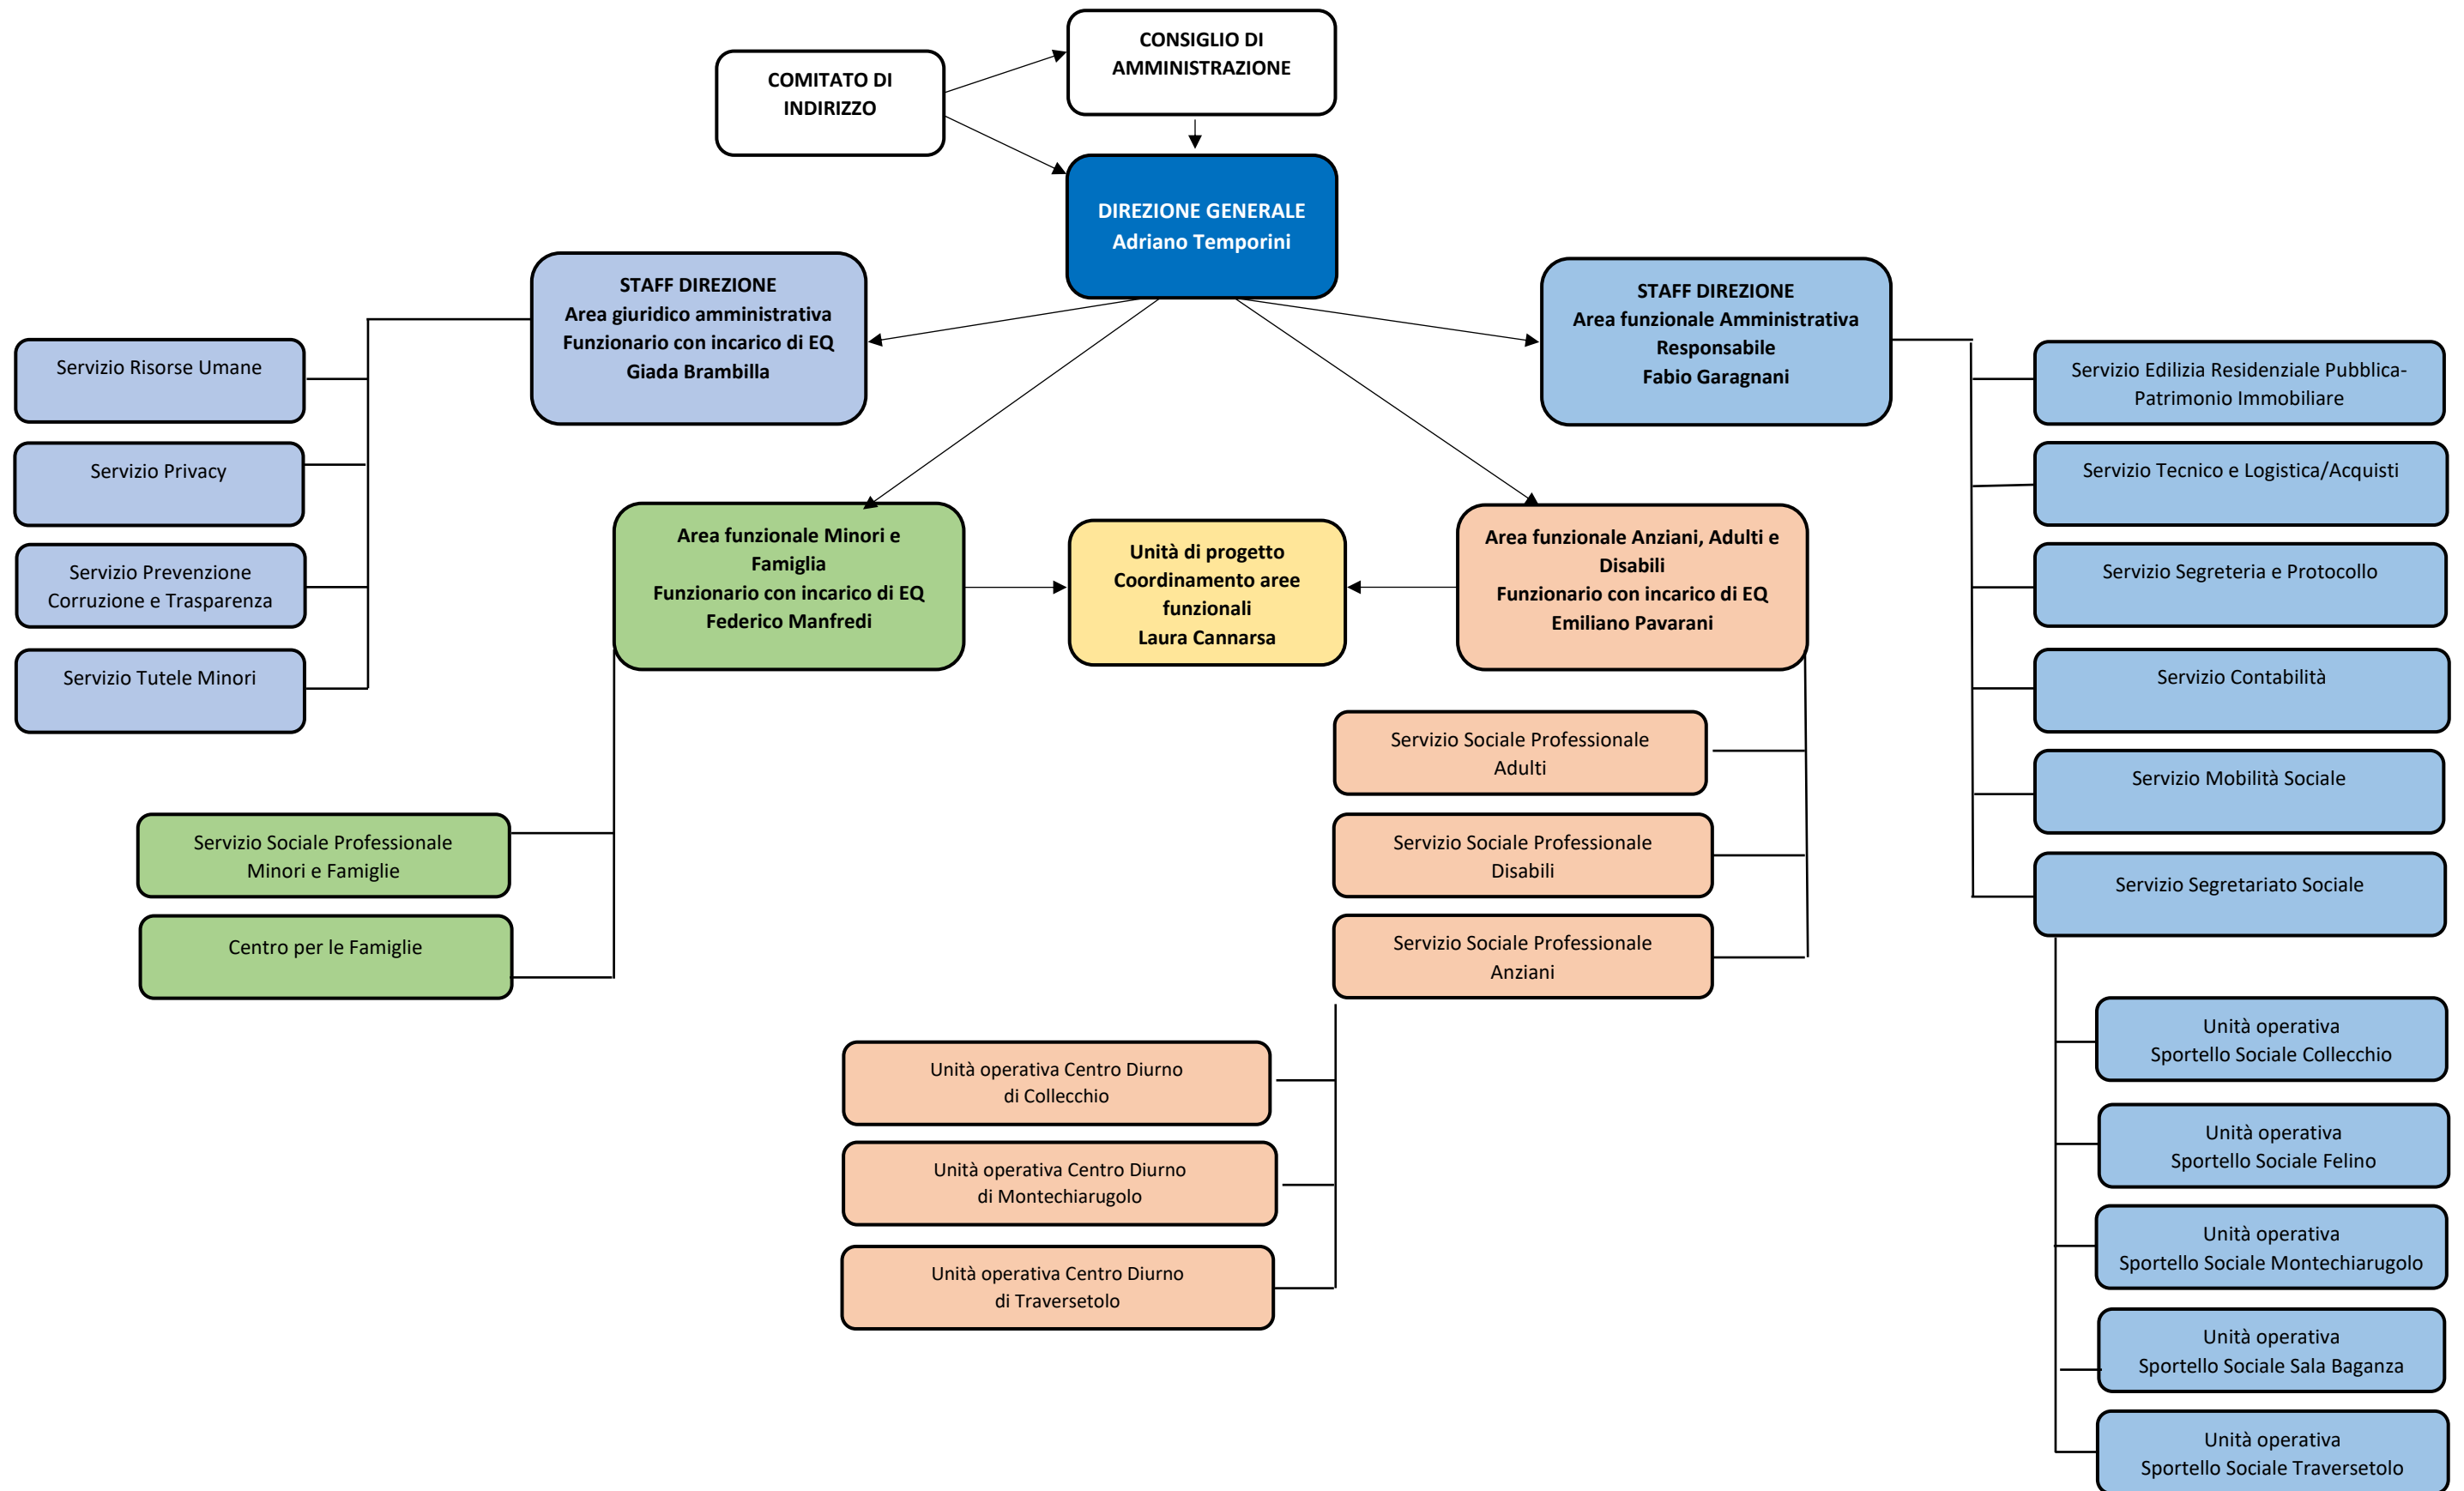 CONSIGLIO DI
AMMINISTRAZIONE
COMITATO DI
INDIRIZZO
DIREZIONE GENERALE
Adriano Temporini
STAFF DIREZIONE
Area giuridico amministrativa
Funzionario con incarico di EQ
Giada Brambilla
STAFF DIREZIONE
Area funzionale Amministrativa
Responsabile
Fabio Garagnani
Servizio Risorse Umane
Servizio Privacy
Servizio Prevenzione
Corruzione e Trasparenza
Servizio Tutele Minori
Area funzionale Minori e
Famiglia
Funzionario con incarico di EQ
Federico Manfredi
Unità di progetto
Coordinamento aree
funzionali
Laura Cannarsa
Area funzionale Anziani, Adulti e
Disabili
Funzionario con incarico di EQ
Emiliano Pavarani
Servizio Edilizia Residenziale Pubblica-
Patrimonio Immobiliare
Servizio Tecnico e Logistica/Acquisti
Servizio Segreteria e Protocollo
Servizio Contabilità
Servizio Mobilità Sociale
Servizio Segretariato Sociale
Servizio Sociale Professionale
Minori e Famiglie
Centro per le Famiglie
Servizio Sociale Professionale
Adulti
Servizio Sociale Professionale
Disabili
Servizio Sociale Professionale
Anziani
Unità operativa Centro Diurno
di Collecchio
Unità operativa Centro Diurno
di Montechiarugolo
Unità operativa Centro Diurno
di Traversetolo
Unità operativa
Sportello Sociale Collecchio
Unità operativa
Sportello Sociale Felino
Unità operativa
Sportello Sociale Montechiarugolo
Unità operativa
Sportello Sociale Sala Baganza
Unità operativa
Sportello Sociale Traversetolo